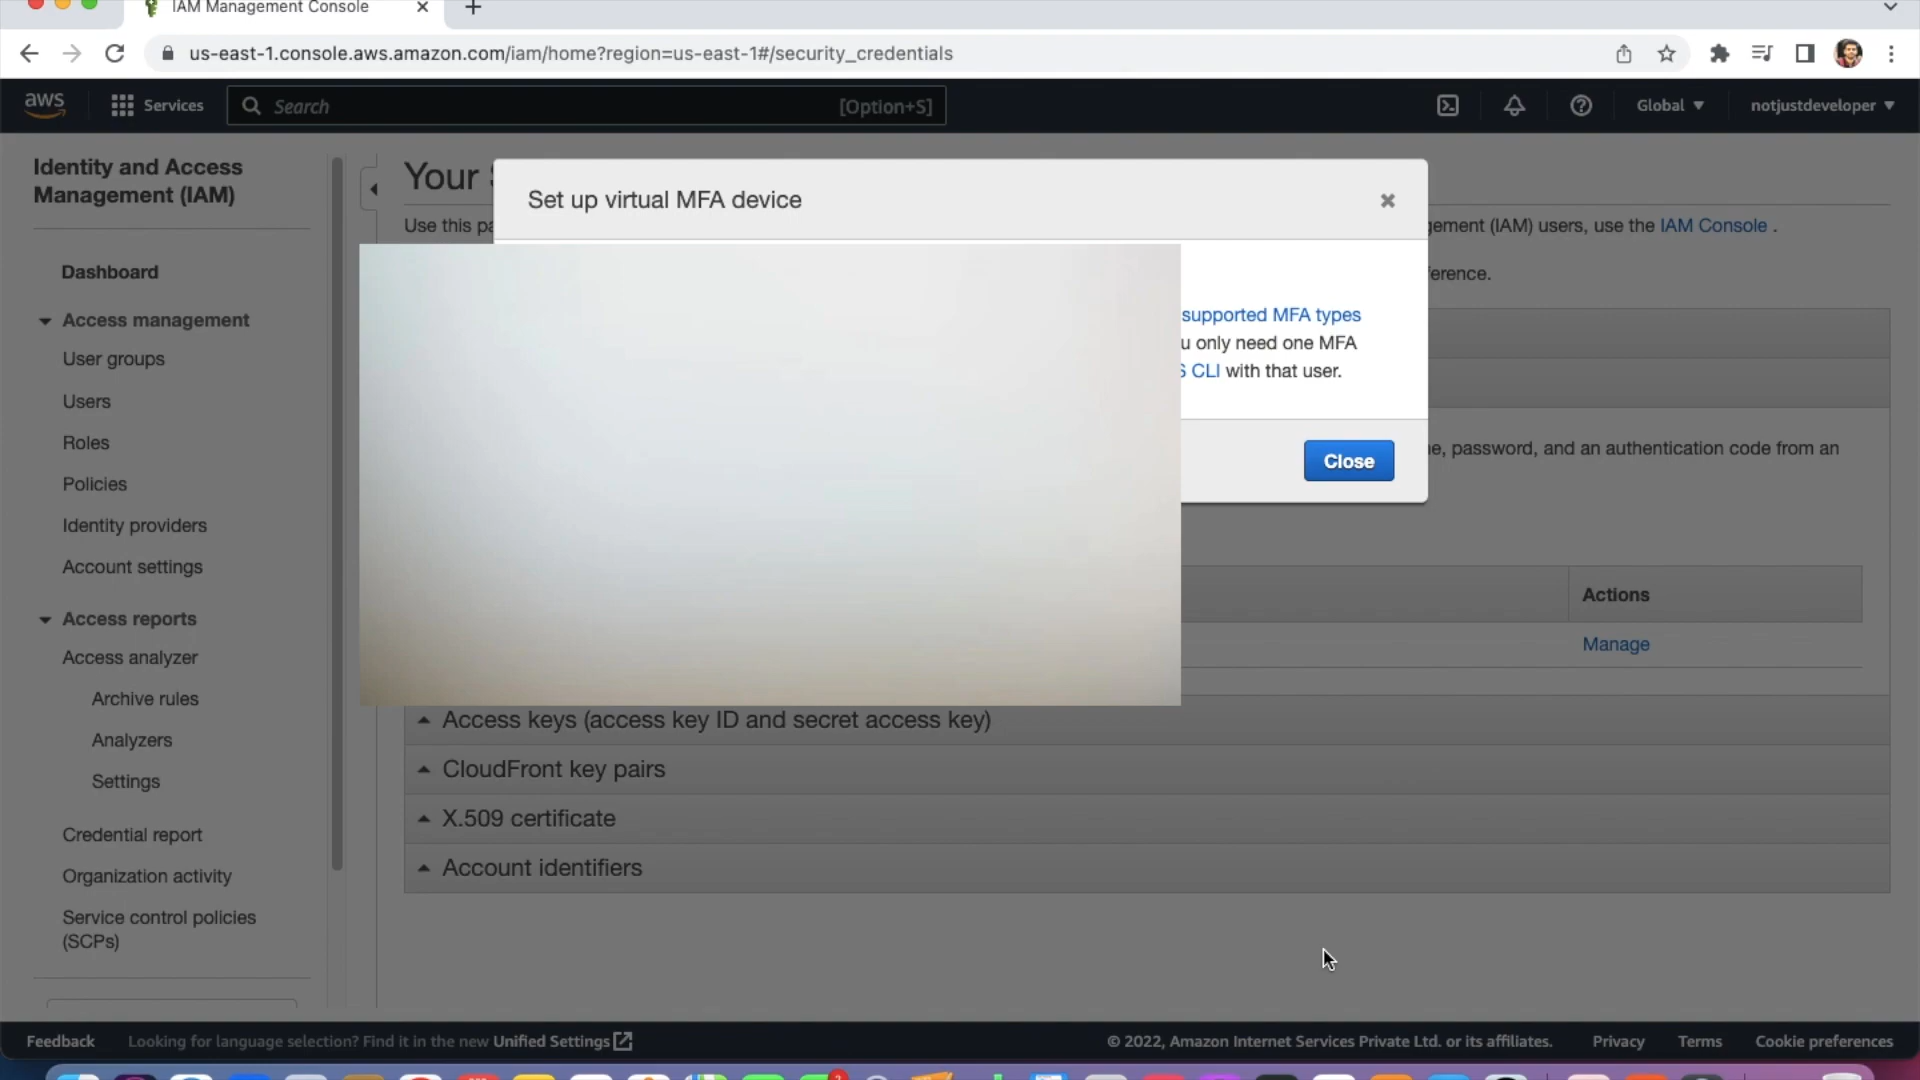 IAM Management Console
us-east-1.console.aws.amazon.com/iam/home?region=us-east-1#/security_credentials
aws
Services
Search
[Option+S]
Global
notjustdeveloper
Identity and Access
Management (IAM)
Dashboard
Access management
User groups
Users
Roles
Policies
Identity providers
Account settings
Access reports
Access analyzer
Archive rules
Analyzers
Settings
Credential report
Organization activity
Service control policies
(SCPs)
Your
Use this
(IAM) users, use the IAM Console .
Set up virtual MFA device
supported MFA types
only need one MFA
CLI with that user.
Close
password, and an authentication code from an
Actions
Manage
Access keys (access key ID and secret access key)
CloudFront key pairs
X.509 certificate
Account identifiers
Feedback
Looking for language selection? Find it in the new Unified Settings
© 2022, Amazon Internet Services Private Ltd. or its affiliates.
Privacy
Terms
Cookie preferences